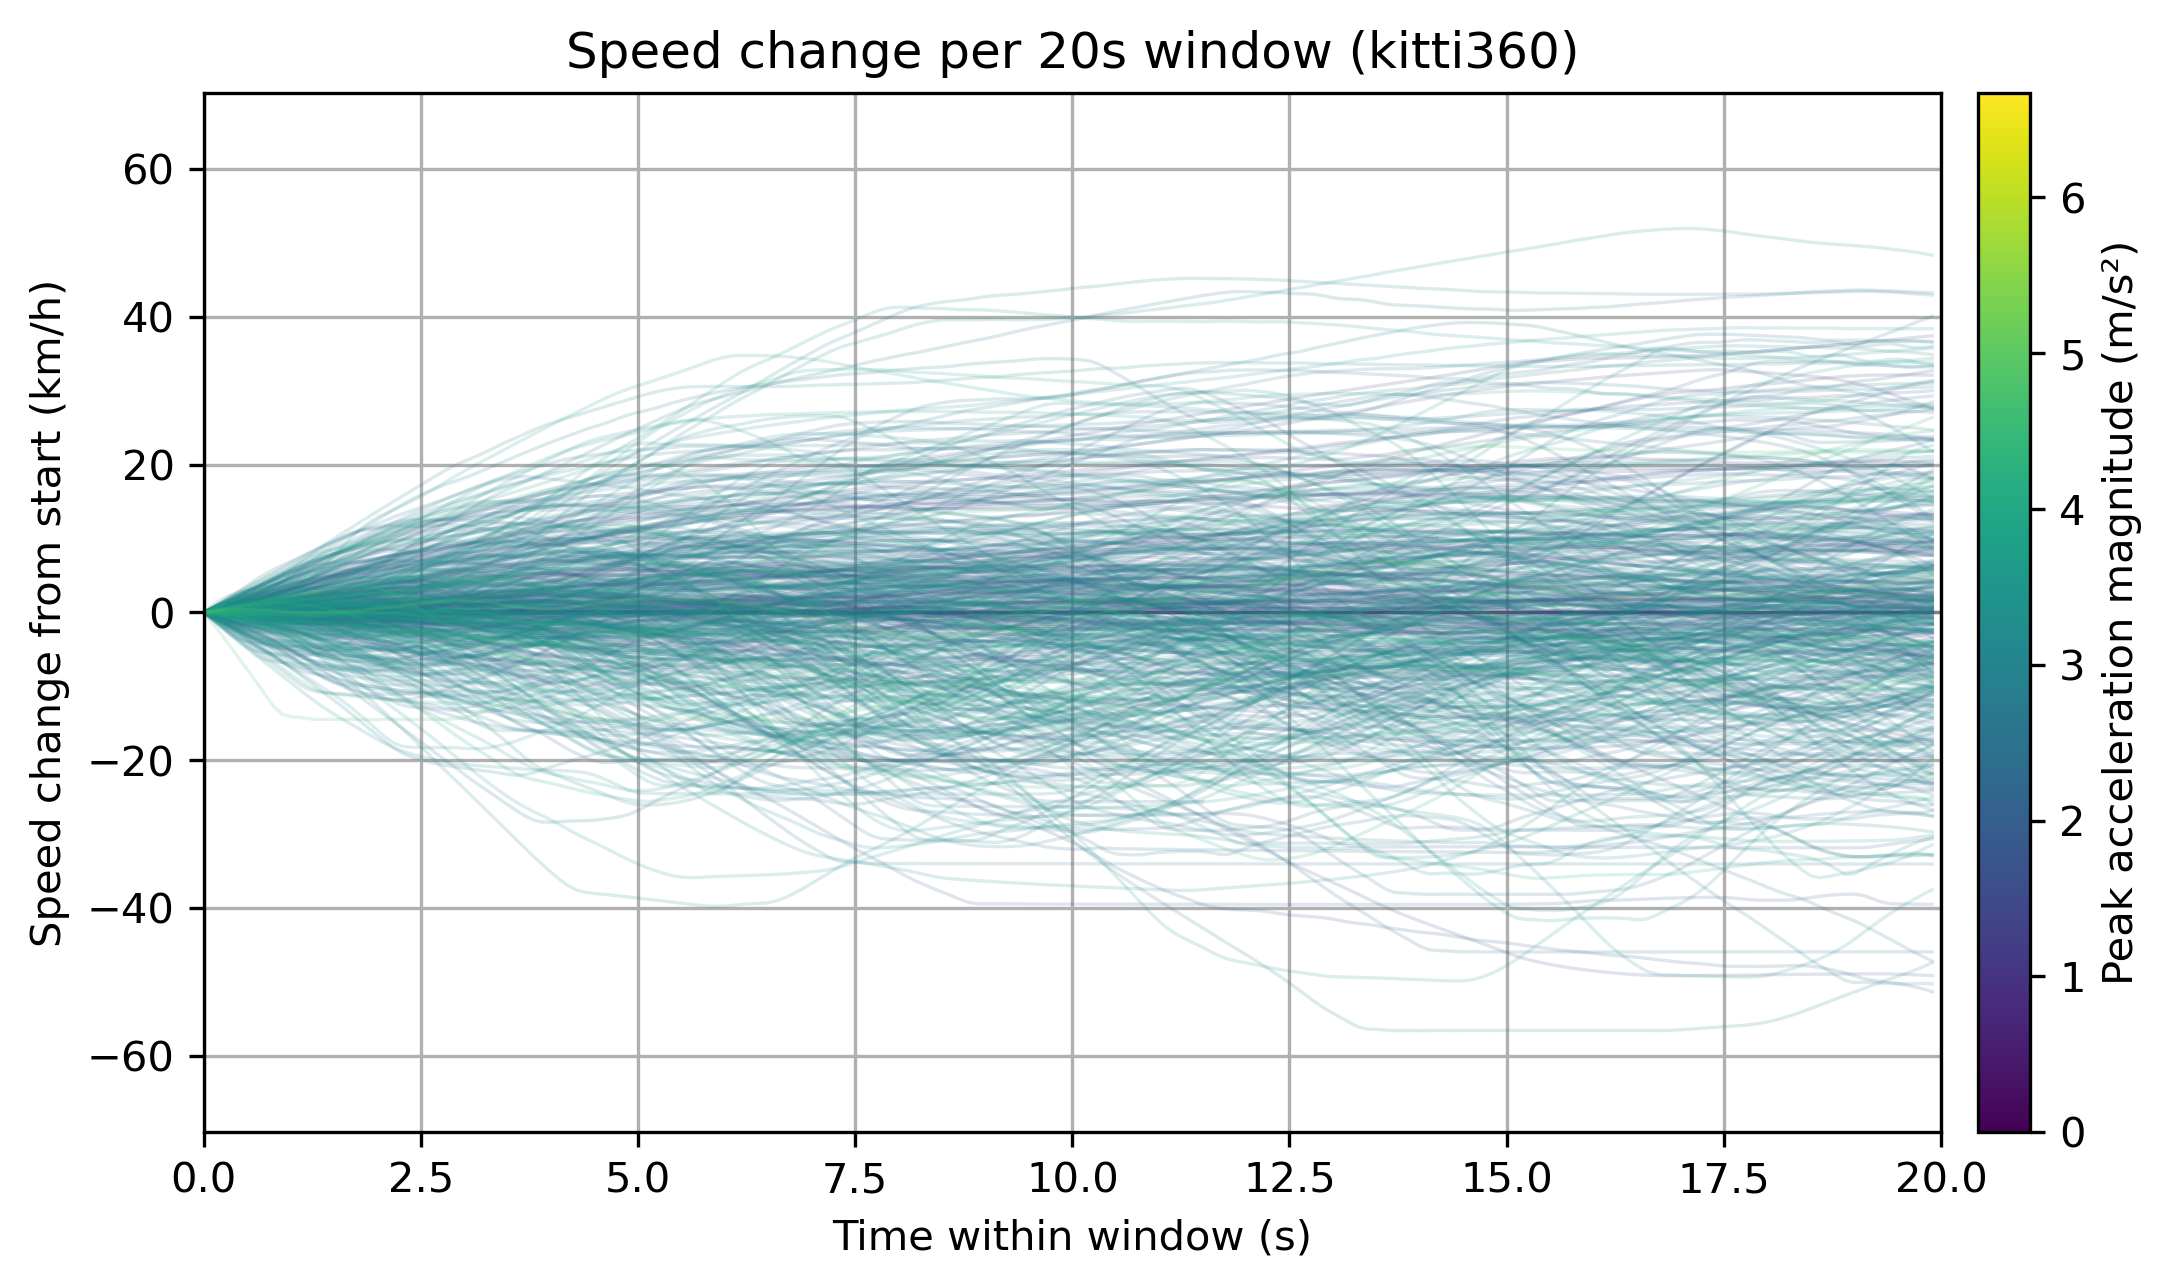 Speed change per 20s window (kitti360)
Speed change from start (km/h)
60
40
20
0
−20
−40
−60
0.0 2.5 5.0 7.5 10.0 12.5 15.0 17.5 20.0
Time within window (s)
6
5
4
3
2
1
0
Peak acceleration magnitude (m/s²)